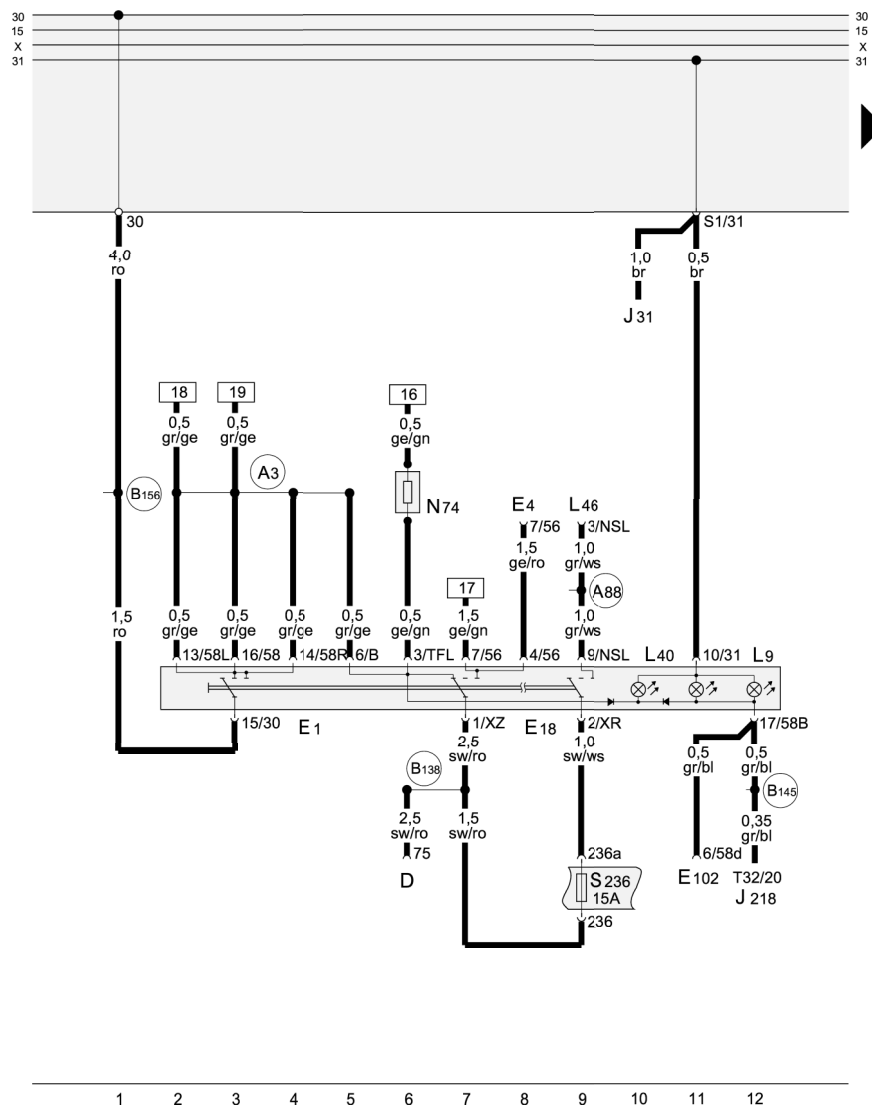 30 30
15 15
X X
31 31
30 S1/31
4,0 1,0 0,5
ro br br
J 31
18 19 16
0,5 0,5 0,5
gr/ge gr/ge ge/gn
A3
B156 N74 E4 L46
7/56 3/NSL
1,5 1,0
ge/ro gr/ws
17 A88
1,5 0,5 0,5 0,5 0,5 0,5 1,5 1,0
ro gr/ge gr/ge gr/ge gr/ge ge/gn ge/gn gr/ws
13/58L 16/58 14/58R 6/B 3/TFL 7/56 4/56 9/NSL L40 10/31 L9
15/30 E1 1/XZ E18 2/XR 17/58B
2,5 1,0 0,5 0,5
sw/ro sw/ws gr/bl gr/bl
B138 B145
2,5 1,5 0,35
sw/ro sw/ro gr/bl
75 236a 6/58d
D S236 E102 T32/20
15A J 218
236
1 2 3 4 5 6 7 8 9 10 11 12